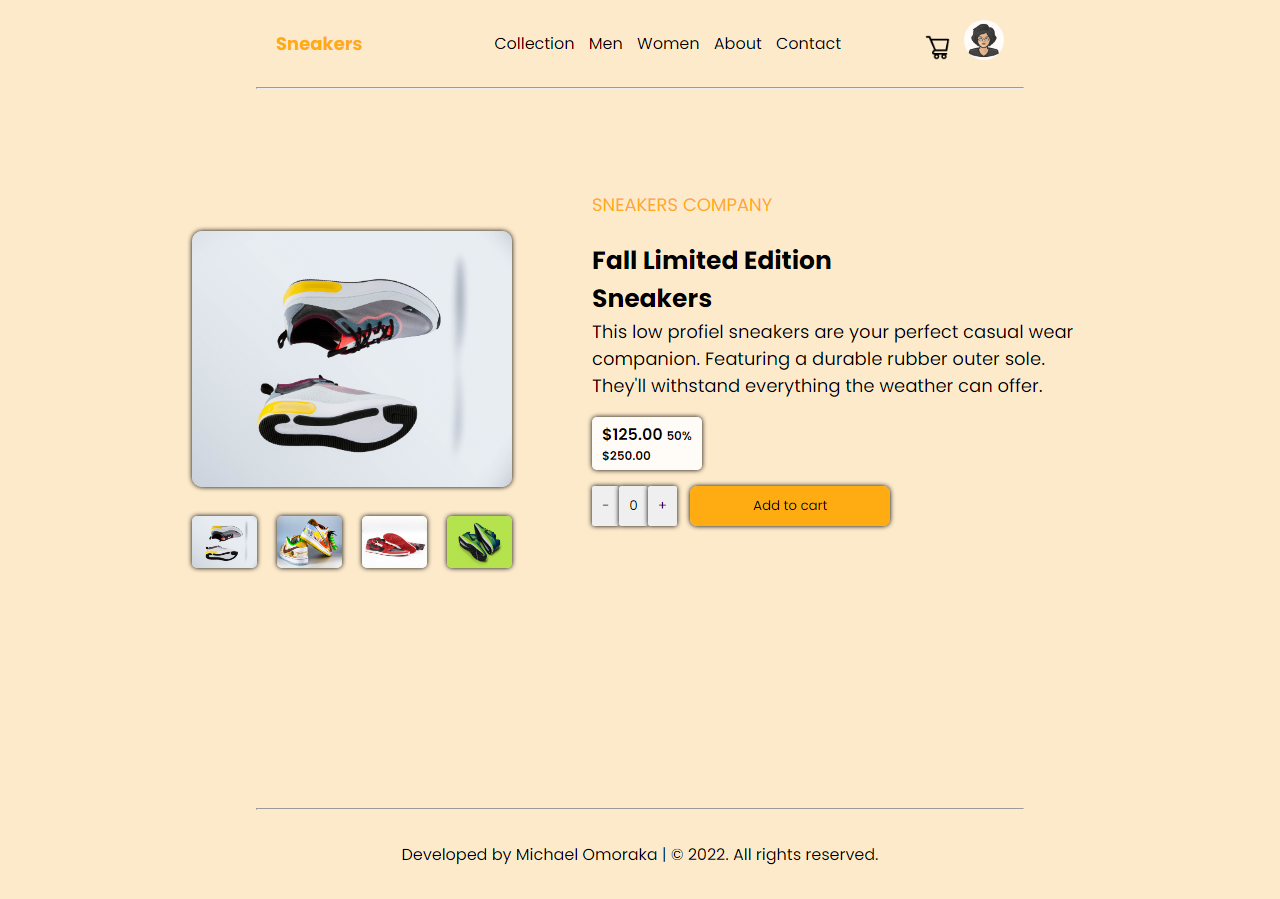 Sneakers
Collection Men Women About Contact
SNEAKERS COMPANY
Fall Limited Edition
Sneakers
This low profiel sneakers are your perfect casual wear
companion. Featuring a durable rubber outer sole.
They'll withstand everything the weather can offer.
$125.00 50%
$250.00
- 0 + Add to cart
Developed by Michael Omoraka | © 2022. All rights reserved.